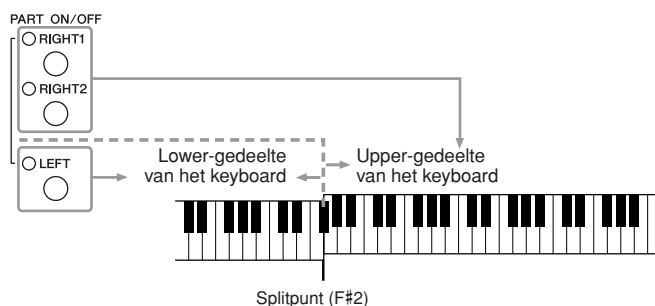 PART ON/OFF
RIGHT1
RIGHT2
LEFT
Lower-gedeelte
van het keyboard
Upper-gedeelte
van het keyboard
Splitpunt (F#2)